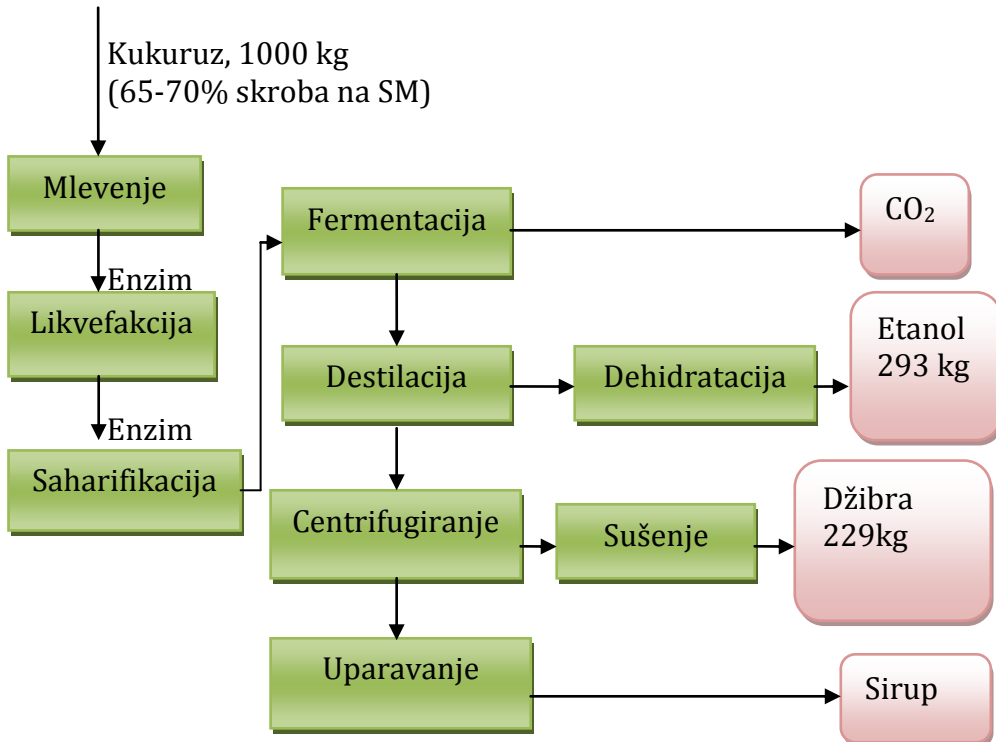 Kukuruz, 1000 kg
(65-70% skroba na SM)
Mlevenje
Enzim
Likvefakcija
Enzim
Saharifikacija
Fermentacija
CO₂
Destilacija
Dehidratacija
Etanol
293 kg
Centrifugiranje
Sušenje
Džibra
229kg
Uparavanje
Sirup